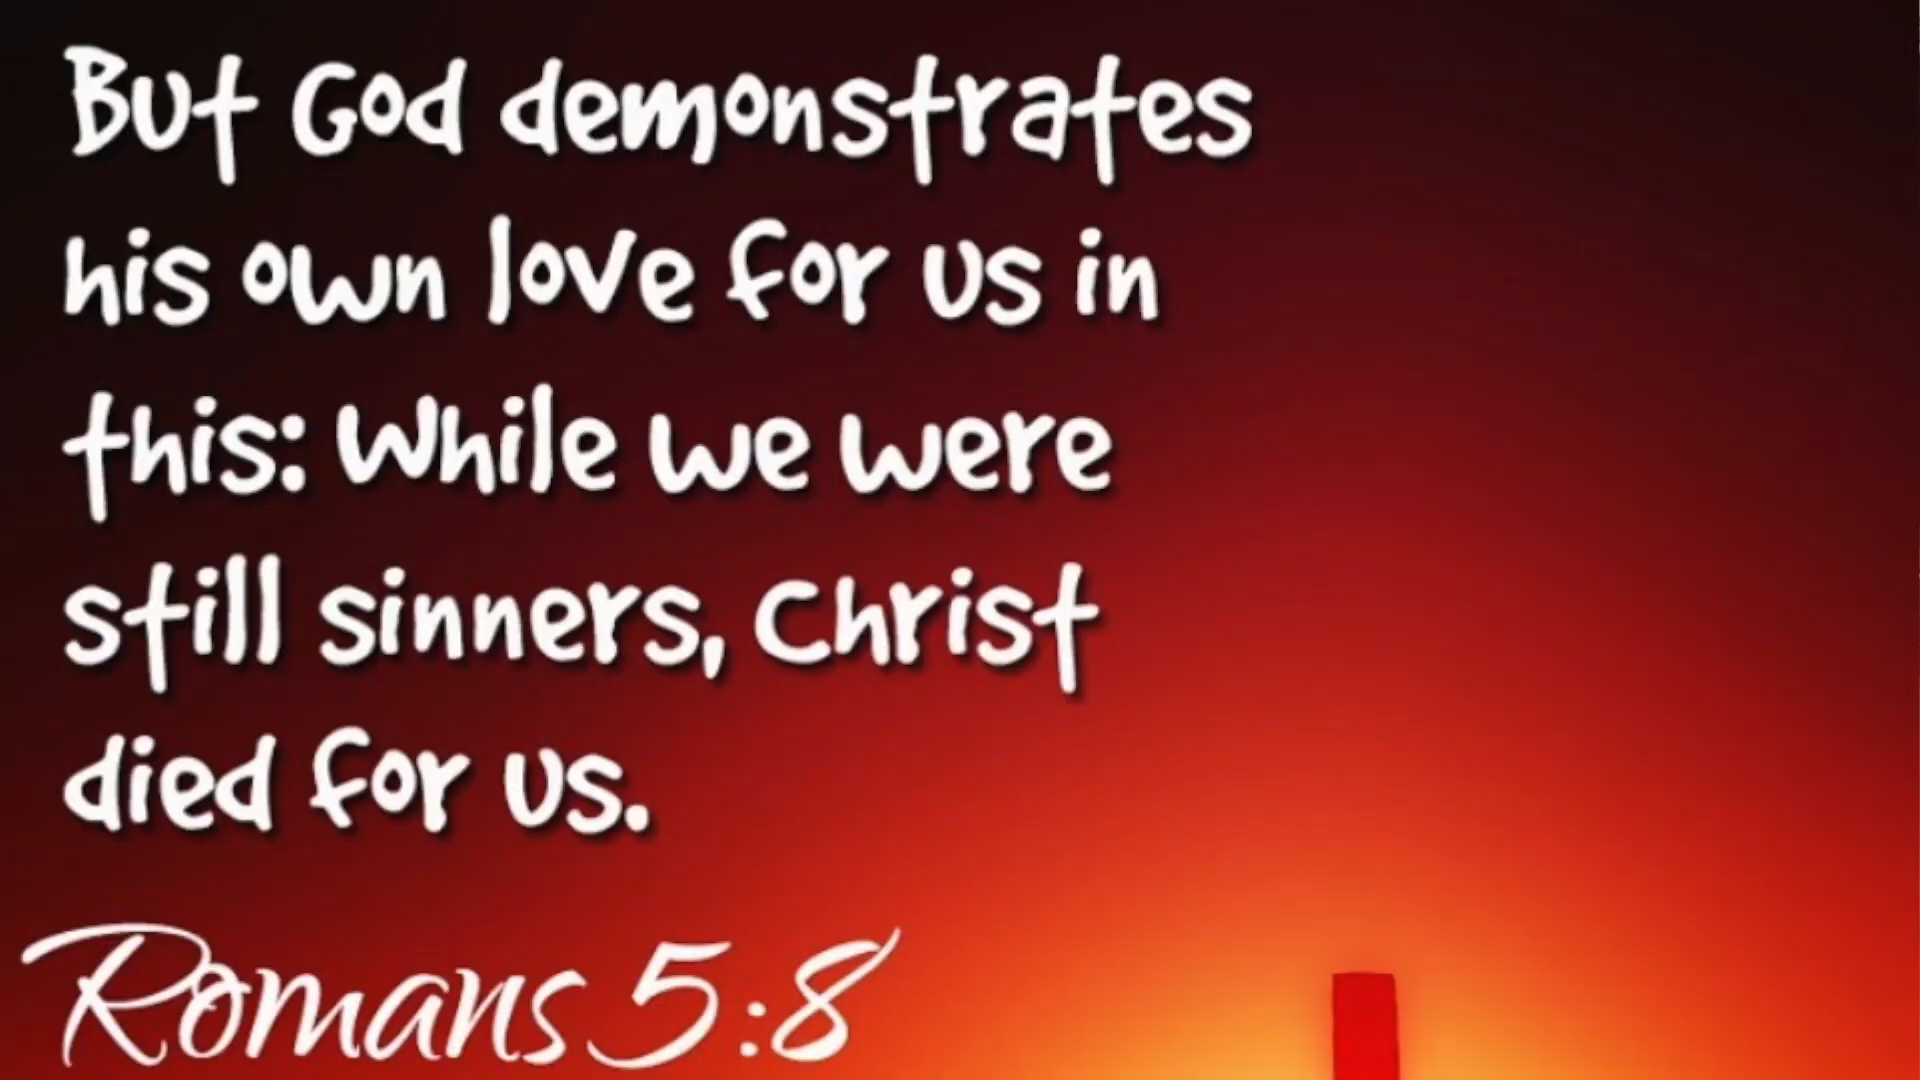 But God demonstrates
his own love for us in
this: While we were
still sinners, Christ
died for us.
Romans 5:8